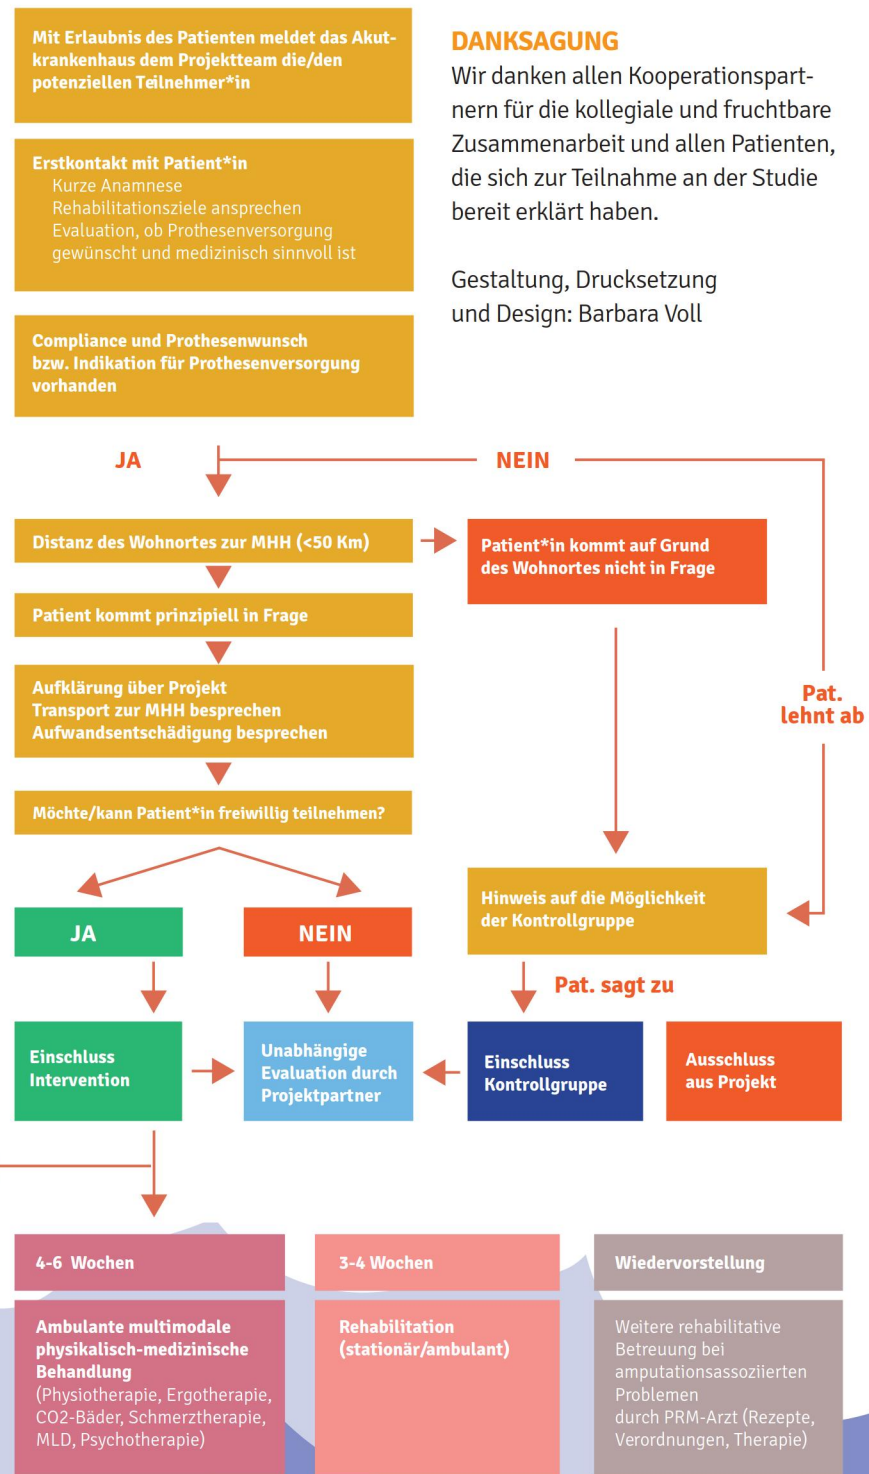 Mit Erlaubnis des Patienten meldet das Akut-
krankenhaus dem Projektteam die/den
potenziellen Teilnehmer*in
Erstkontakt mit Patient*in
Kurze Anamnese
Rehabilitationsziele ansprechen
Evaluation, ob Prothesenversorgung
gewünscht und medizinisch sinnvoll ist
Compliance und Prothesenwunsch
bzw. Indikation für Prothesenversorgung
vorhanden
DANKSAGUNG
Wir danken allen Kooperationspart-
nern für die kollegiale und fruchtbare
Zusammenarbeit und allen Patienten,
die sich zur Teilnahme an der Studie
bereit erklärt haben.
Gestaltung, Drucksetzung
und Design: Barbara Voll
JA
NEIN
Distanz des Wohnortes zur MHH (<50 Km)
Patient*in kommt auf Grund
des Wohnortes nicht in Frage
Patient kommt prinzipiell in Frage
Aufklärung über Projekt
Transport zur MHH besprechen
Aufwandsentschädigung besprechen
Pat.
lehnt ab
Möchte/kann Patient*in freiwillig teilnehmen?
Hinweis auf die Möglichkeit
der Kontrollgruppe
JA
NEIN
Pat. sagt zu
Einschluss
Intervention
Unabhängige
Evaluation durch
Projektpartner
Einschluss
Kontrollgruppe
Ausschluss
aus Projekt
4-6 Wochen
Ambulante multimodale
physikalisch-medizinische
Behandlung
(Physiotherapie, Ergotherapie,
CO2-Bäder, Schmerztherapie,
MLD, Psychotherapie)
3-4 Wochen
Rehabilitation
(stationär/ambulant)
Wiedervorstellung
Weitere rehabilitative
Betreuung bei
amputationsassoziierten
Problemen
durch PRM-Arzt (Rezepte,
Verordnungen, Therapie)